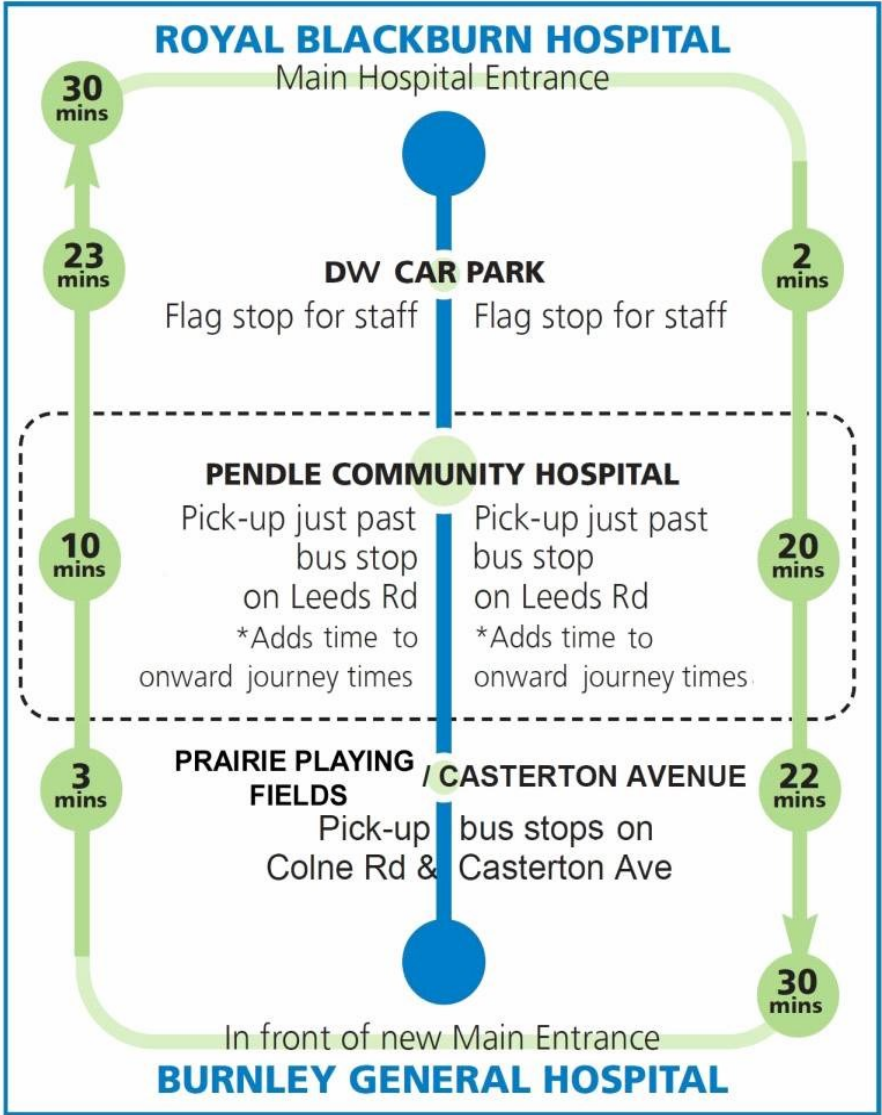 ROYAL BLACKBURN HOSPITAL
Main Hospital Entrance
30
mins
23
mins
DW CAR PARK
2
mins
Flag stop for staff
Flag stop for staff
PENDLE COMMUNITY HOSPITAL
10
mins
Pick-up just past
bus stop
on Leeds Rd
*Adds time to
onward journey times
Pick-up just past
bus stop
on Leeds Rd
*Adds time to
onward journey times
20
mins
3
mins
PRAIRIE PLAYING
FIELDS
/ CASTERTON AVENUE
22
mins
Pick-up bus stops on
Colne Rd & Casterton Ave
30
mins
In front of new Main Entrance
BURNLEY GENERAL HOSPITAL